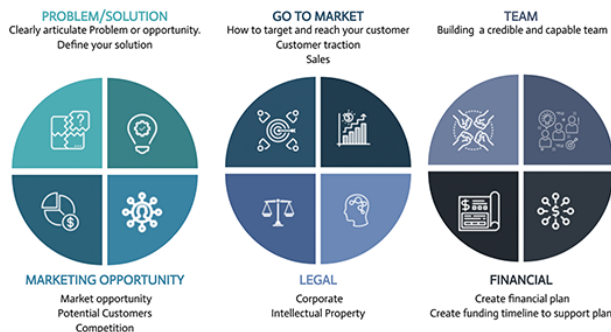 PROBLEM/SOLUTION
Clearly articulate Problem or opportunity.
Define your solution
GO TO MARKET
How to target and reach your customer
Customer traction
Sales
TEAM
Building a credible and capable team
MARKETING OPPORTUNITY
Market opportunity
Potential Customers
Competition
LEGAL
Corporate
Intellectual Property
FINANCIAL
Create financial plan
Create funding timeline to support plan